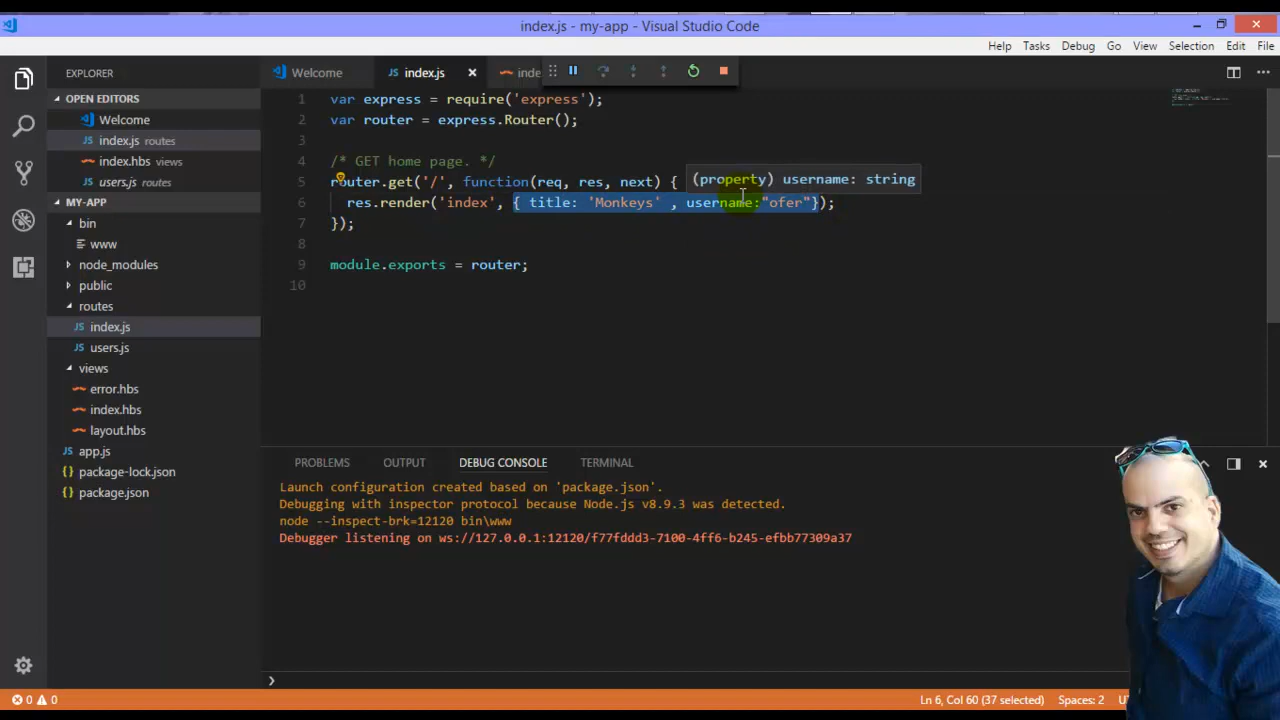 index.js - my-app - Visual Studio Code
Help Tasks Debug Go View Selection Edit File
EXPLORER
OPEN EDITORS
Welcome
index.js routes
index.hbs views
users.js routes
MY-APP
bin
www
node_modules
public
routes
index.js
users.js
views
error.hbs
index.hbs
layout.hbs
app.js
package-lock.json
package.json
Welcome index.js × inde
1 var express = require('express');
2 var router = express.Router();
3
4 /* GET home page. */
5 router.get('/', function(req, res, next) {
(property) username: string
6 res.render('index', { title: 'Monkeys' , username:"ofer"});
7 });
8
9 module.exports = router;
10
PROBLEMS OUTPUT DEBUG CONSOLE TERMINAL
Launch configuration created based on 'package.json'.
Debugging with inspector protocol because Node.js v8.9.3 was detected.
node --inspect-brk=12120 bin\www
Debugger listening on ws://127.0.0.1:12120/f77fddd3-7100-4ff6-b245-efbb77309a37
0 0 Ln 6, Col 60 (37 selected) Spaces: 2